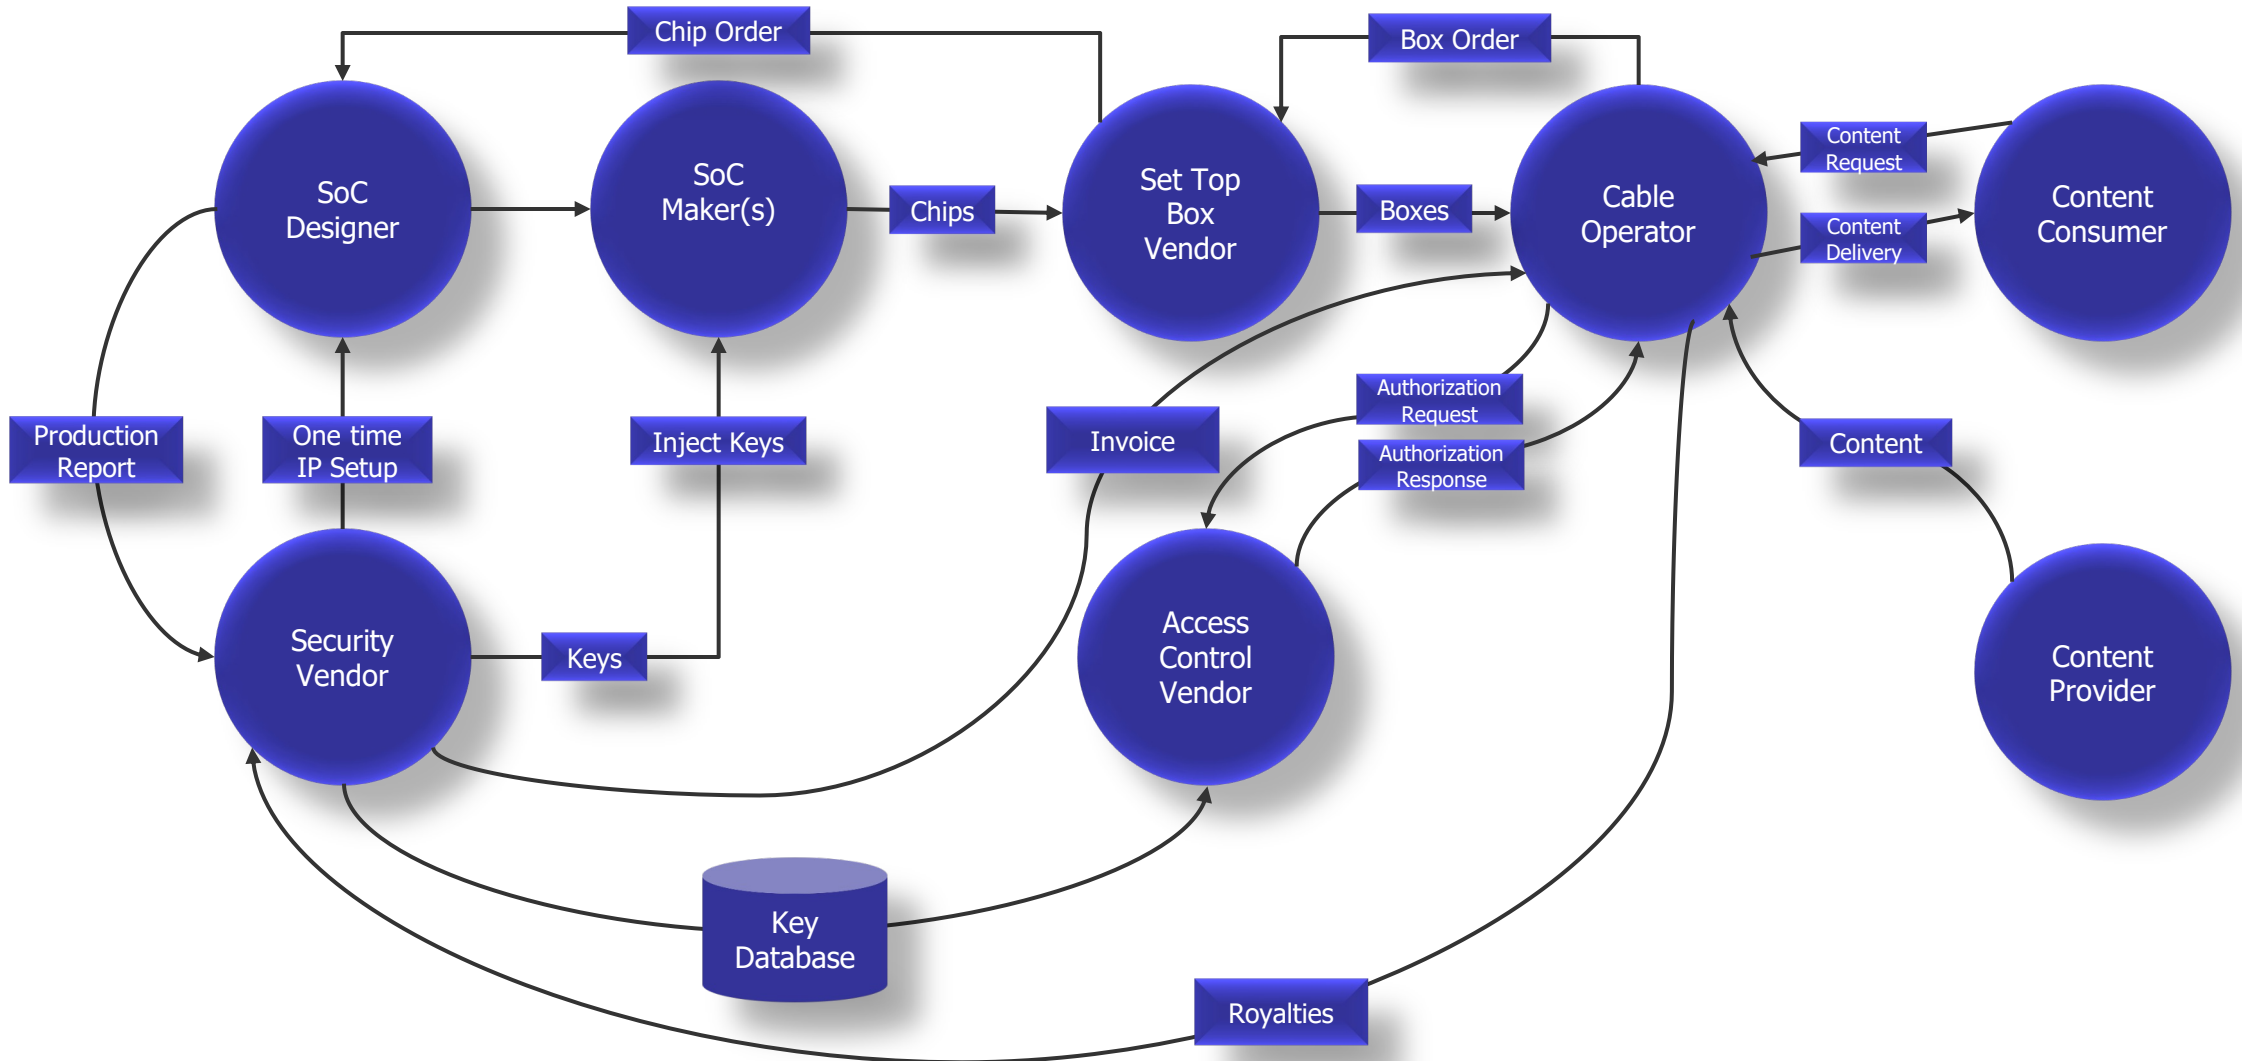 Chip Order
Box Order
SoC
Designer
SoC
Maker(s)
Chips
Set Top
Box
Vendor
Boxes
Cable
Operator
Content
Request
Content
Delivery
Content
Consumer
Production
Report
One time
IP Setup
Inject Keys
Invoice
Authorization
Request
Authorization
Response
Content
Security
Vendor
Keys
Access
Control
Vendor
Content
Provider
Key
Database
Royalties